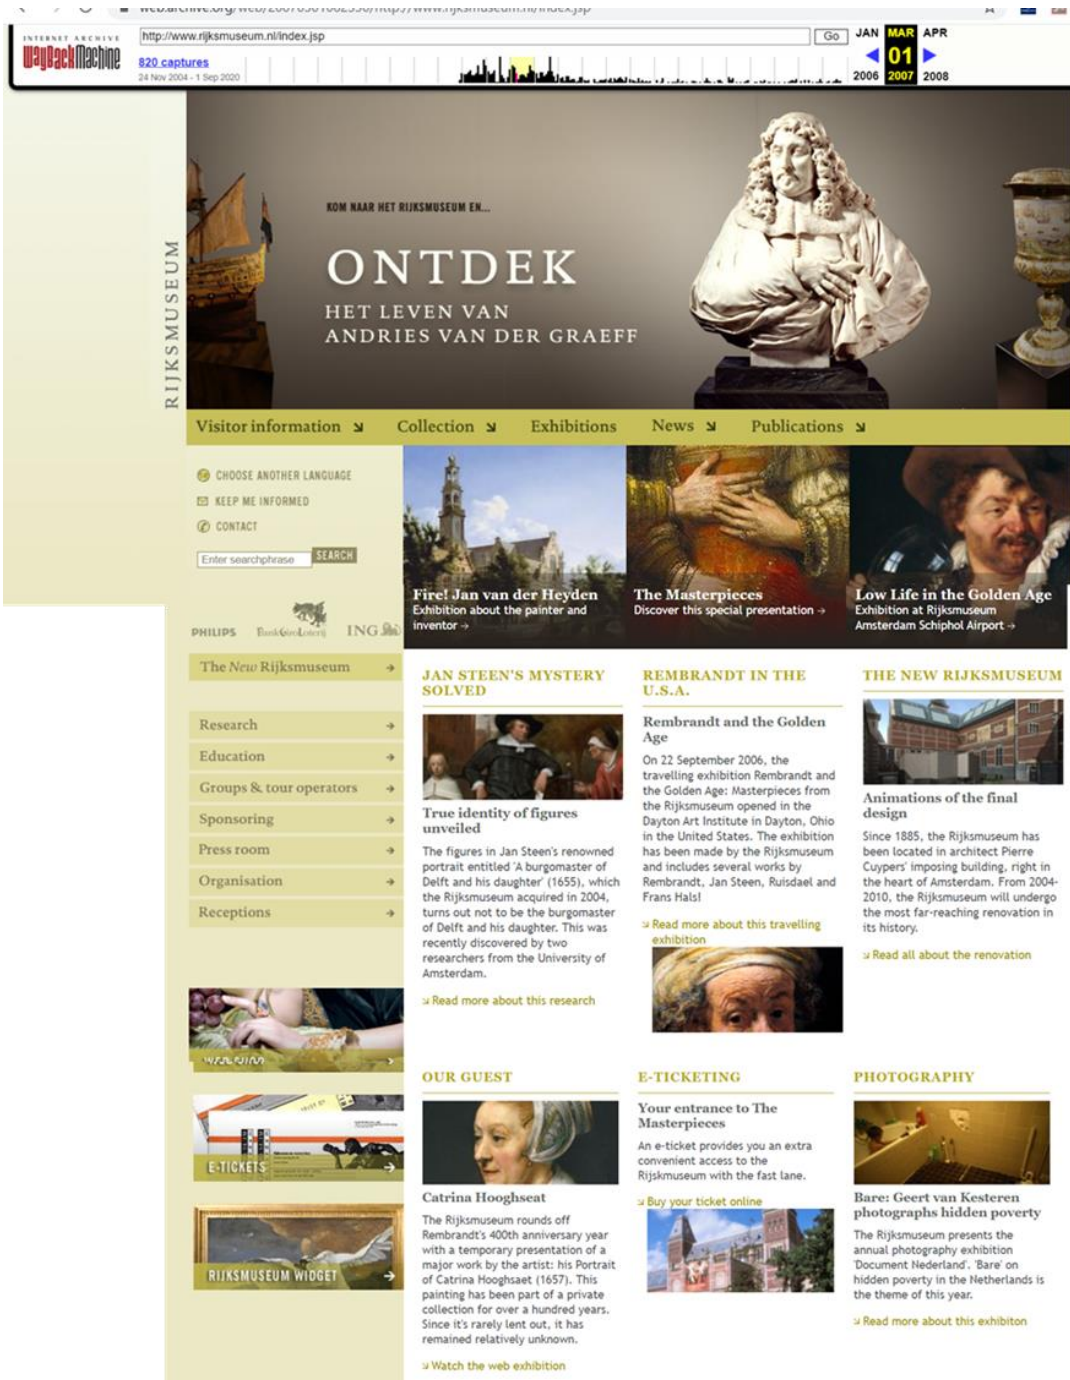 http://www.rijksmuseum.nl/index.jsp
Go
JAN
MAR
APR
INTERNET ARCHIVE
WayBackMachine
820 captures
24 Nov 2004 - 1 Sep 2020
01
2006
2007
2008
RIJKSMUSEUM
KOM NAAR HET RIJKSMUSEUM EN...
ONTDEK
HET LEVEN VAN
ANDRIES VAN DER GRAEFF
Visitor information
Collection
Exhibitions
News
Publications
CHOOSE ANOTHER LANGUAGE
KEEP ME INFORMED
CONTACT
Enter searchphrase
SEARCH
PHILIPS
BankGiroLoterij
ING
The New Rijksmuseum
Research
Education
Groups & tour operators
Sponsoring
Press room
Organisation
Receptions
E-TICKETS
RIJKSMUSEUM WIDGET
Fire! Jan van der Heyden
Exhibition about the painter and
inventor →
The Masterpieces
Discover this special presentation →
Low Life in the Golden Age
Exhibition at Rijksmuseum
Amsterdam Schiphol Airport →
JAN STEEN'S MYSTERY
SOLVED
True identity of figures
unveiled
The figures in Jan Steen's renowned
portrait entitled 'A burgomaster of
Delft and his daughter' (1655), which
the Rijksmuseum acquired in 2004,
turns out not to be the burgomaster
of Delft and his daughter. This was
recently discovered by two
researchers from the University of
Amsterdam.
Read more about this research
REMBRANDT IN THE
U.S.A.
Rembrandt and the Golden
Age
On 22 September 2006, the
travelling exhibition Rembrandt and
the Golden Age: Masterpieces from
the Rijksmuseum opened in the
Dayton Art Institute in Dayton, Ohio
in the United States. The exhibition
has been made by the Rijksmuseum
and includes several works by
Rembrandt, Jan Steen, Ruisdael and
Frans Hals!
Read more about this travelling
exhibition
THE NEW RIJKSMUSEUM
Animations of the final
design
Since 1885, the Rijksmuseum has
been located in architect Pierre
Cuypers' imposing building, right in
the heart of Amsterdam. From 2004-
2010, the Rijksmuseum will undergo
the most far-reaching renovation in
its history.
Read all about the renovation
OUR GUEST
Catrina Hooghseat
The Rijksmuseum rounds off
Rembrandt's 400th anniversary year
with a temporary presentation of a
major work by the artist: his Portrait
of Catrina Hooghsaet (1657). This
painting has been part of a private
collection for over a hundred years.
Since it's rarely lent out, it has
remained relatively unknown.
Watch the web exhibition
E-TICKETING
Your entrance to The
Masterpieces
An e-ticket provides you an extra
convenient access to the
Rijskmuseum with the fast lane.
Buy your ticket online
PHOTOGRAPHY
Bare: Geert van Kesteren
photographs hidden poverty
The Rijksmuseum presents the
annual photography exhibition
'Document Nederland'. 'Bare' on
hidden poverty in the Netherlands is
the theme of this year.
Read more about this exhibiton